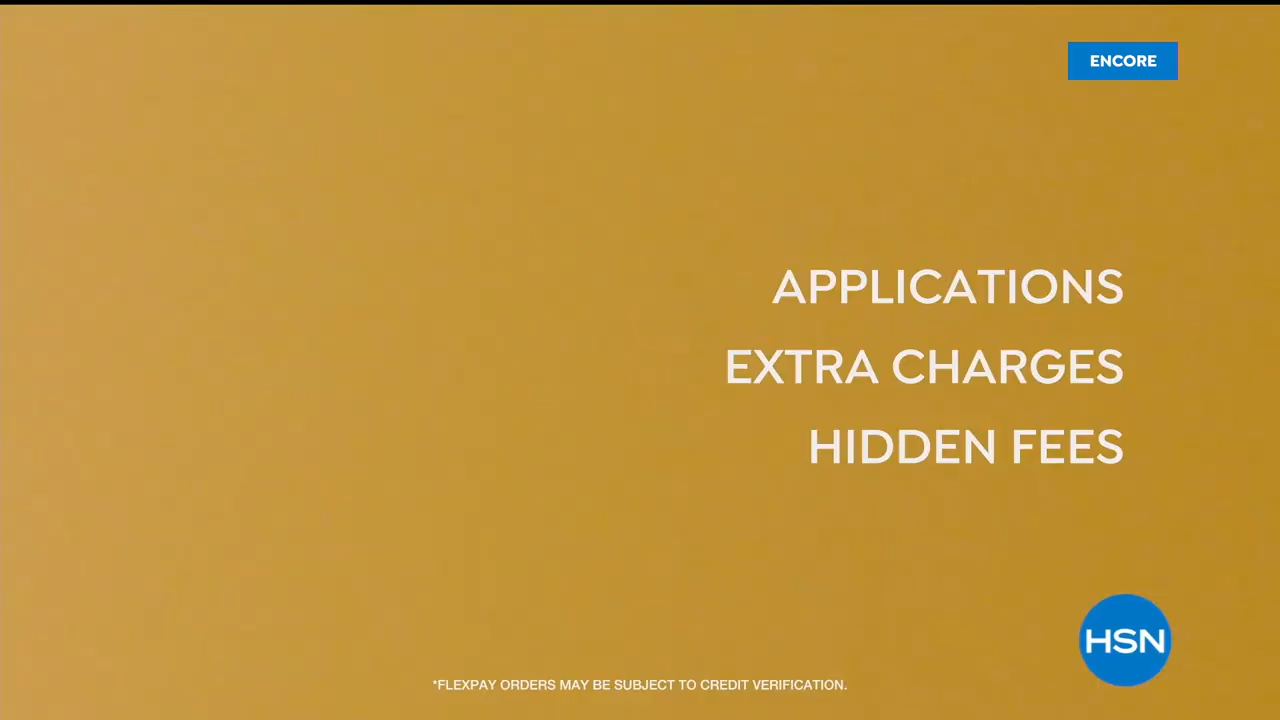 ENCORE
APPLICATIONS
EXTRA CHARGES
HIDDEN FEES
HSN
*FLEXPAY ORDERS MAY BE SUBJECT TO CREDIT VERIFICATION.